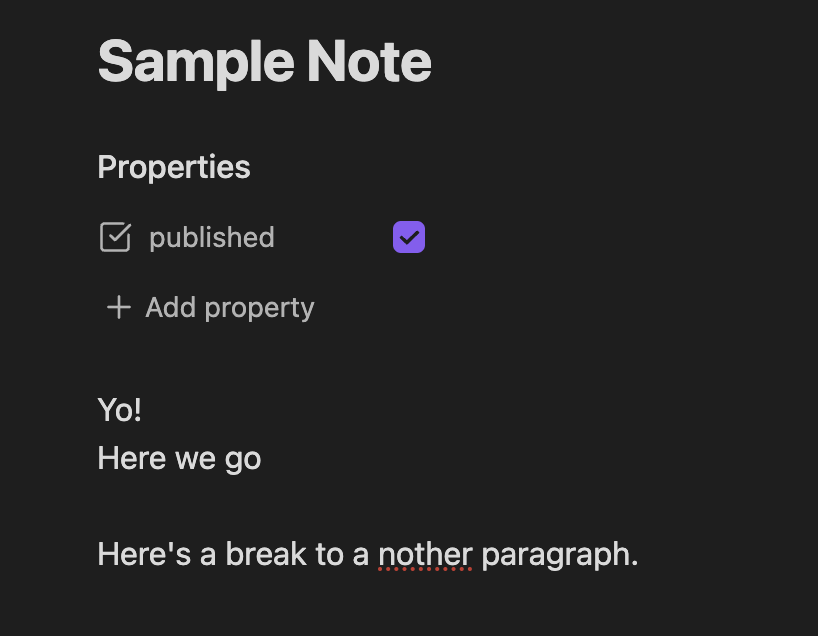 Sample Note
Properties
published
Add property
Yo!
Here we go
Here's a break to a nother paragraph.